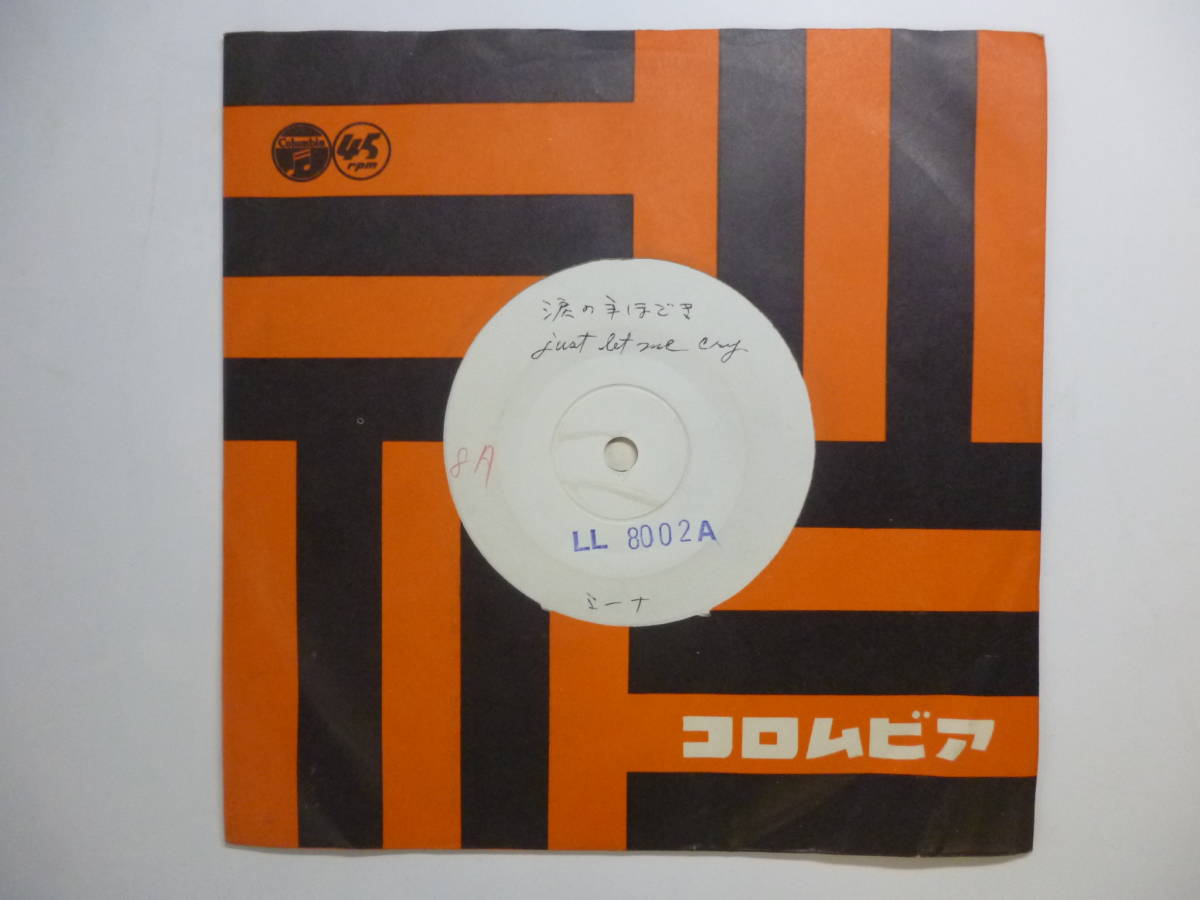 Columbia
45
rpm
涙の手ほどき
just let me cry
8A
LL 8002A
ミーナ
コロムビア